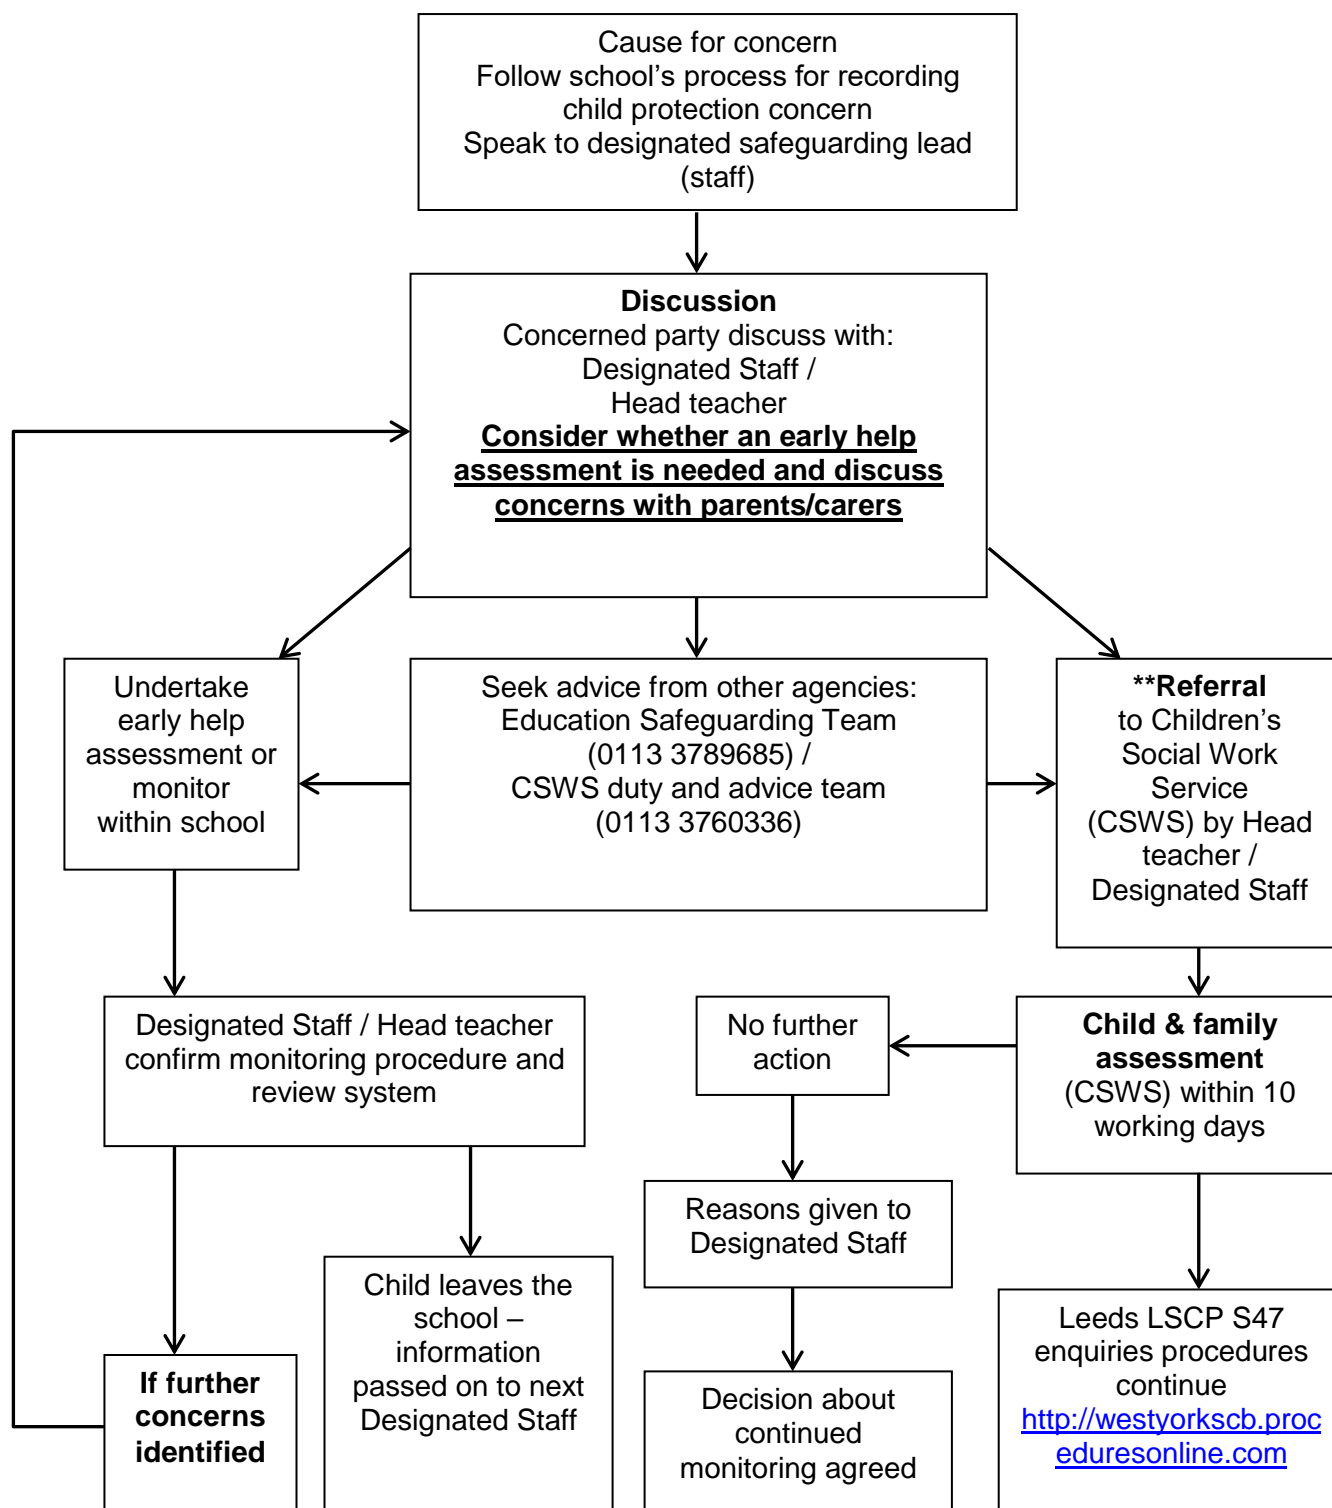 Cause for concern
Follow school’s process for recording
child protection concern
Speak to designated safeguarding lead
(staff)
Discussion
Concerned party discuss with:
Designated Staff /
Head teacher
Consider whether an early help
assessment is needed and discuss
concerns with parents/carers
Undertake
early help
assessment or
monitor
within school
Seek advice from other agencies:
Education Safeguarding Team
(0113 3789685) /
CSWS duty and advice team
(0113 3760336)
**Referral
to Children’s
Social Work
Service
(CSWS) by Head
teacher /
Designated Staff
Designated Staff / Head teacher
confirm monitoring procedure and
review system
No further
action
Child & family
assessment
(CSWS) within 10
working days
Reasons given to
Designated Staff
If further
concerns
identified
Child leaves the
school –
information
passed on to next
Designated Staff
Decision about
continued
monitoring agreed
Leeds LSCP S47
enquiries procedures
continue
http://westyorkscb.proc
eduresonline.com